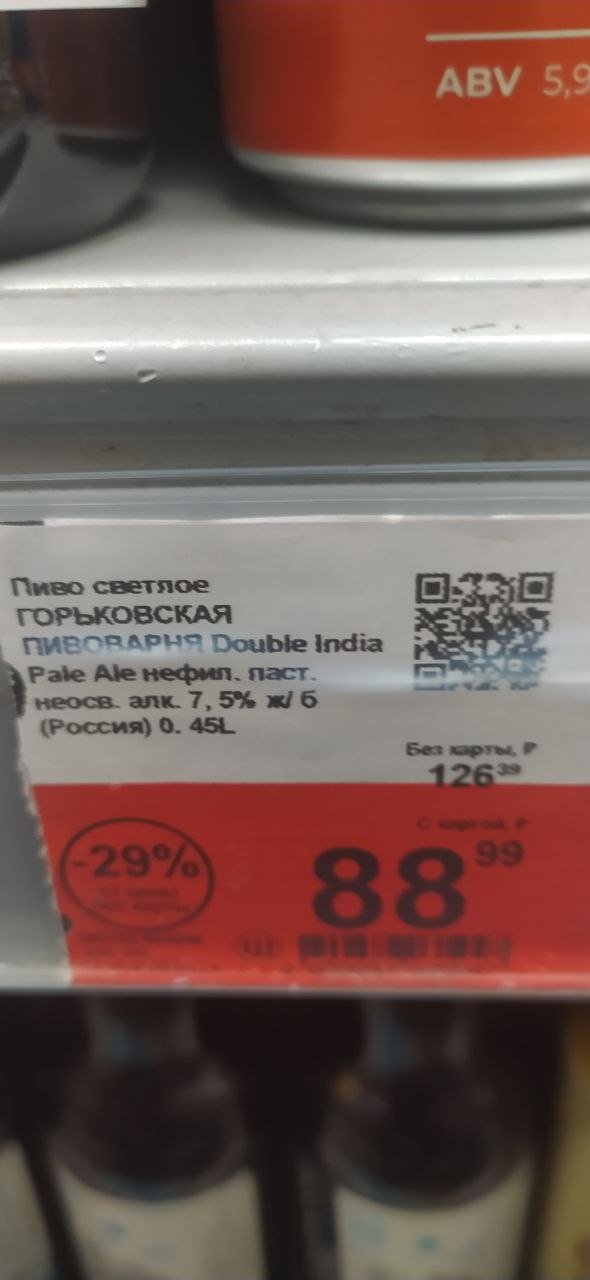 ABV 5,9
Пиво светлое
ГОРЬКОВСКАЯ
ПИВОВАРНЯ Double India
Pale Ale нефил. паст.
неосв. алк. 7, 5% ж/ б
(Россия) 0. 45L
Без карты, ₽
126 39
С картой, ₽
-29%
88 99